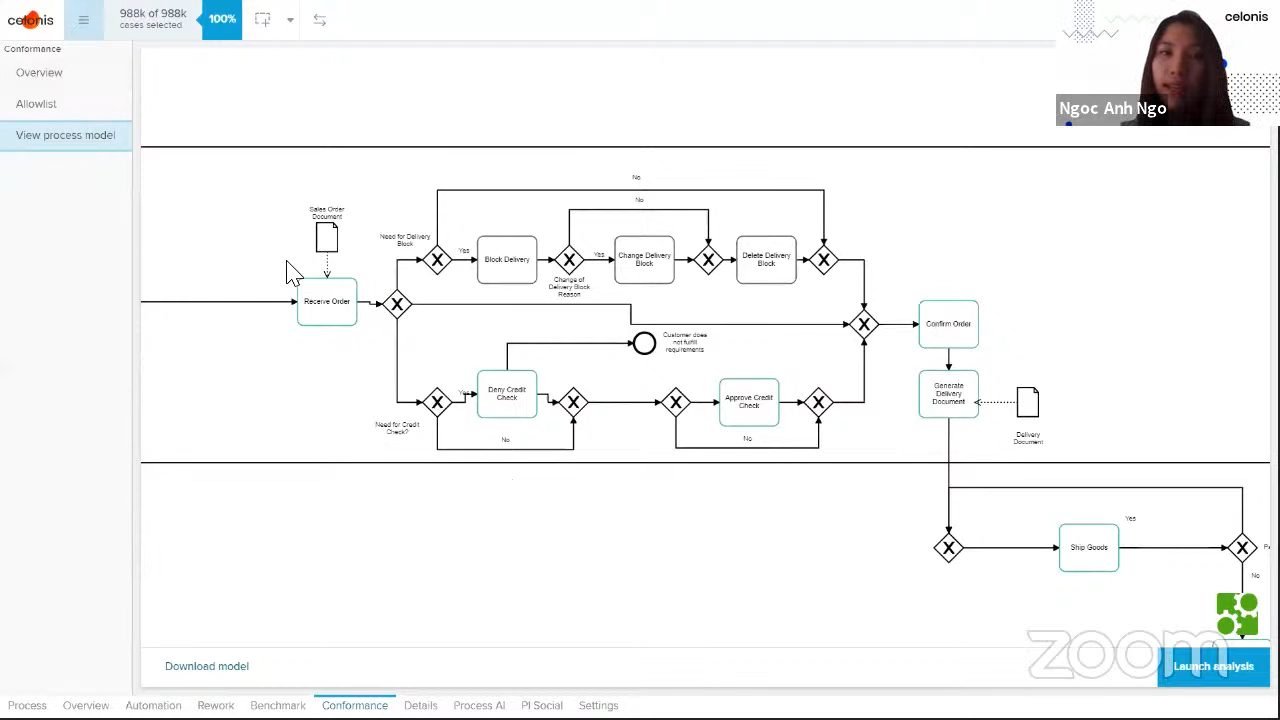 celonis
988k of 988k
cases selected
100%
celonis
Ngoc Anh Ngo
Conformance
Overview
Allowlist
View process model
Sales Order
Document
Receive Order
Need for Delivery
Block
No
No
Yes
Block Delivery
Yes
Change of
Delivery Block
Reason
Change Delivery
Block
Delete Delivery
Block
Customer does
not fulfill
requirements
Confirm Order
Need for Credit
Check?
Yes
Deny Credit
Check
No
Approve Credit
Check
No
Generate
Delivery
Document
Delivery
Document
Ship Goods
Yes
No
zoom
Download model
Launch analysis
Process
Overview
Automation
Rework
Benchmark
Conformance
Details
Process AI
PI Social
Settings